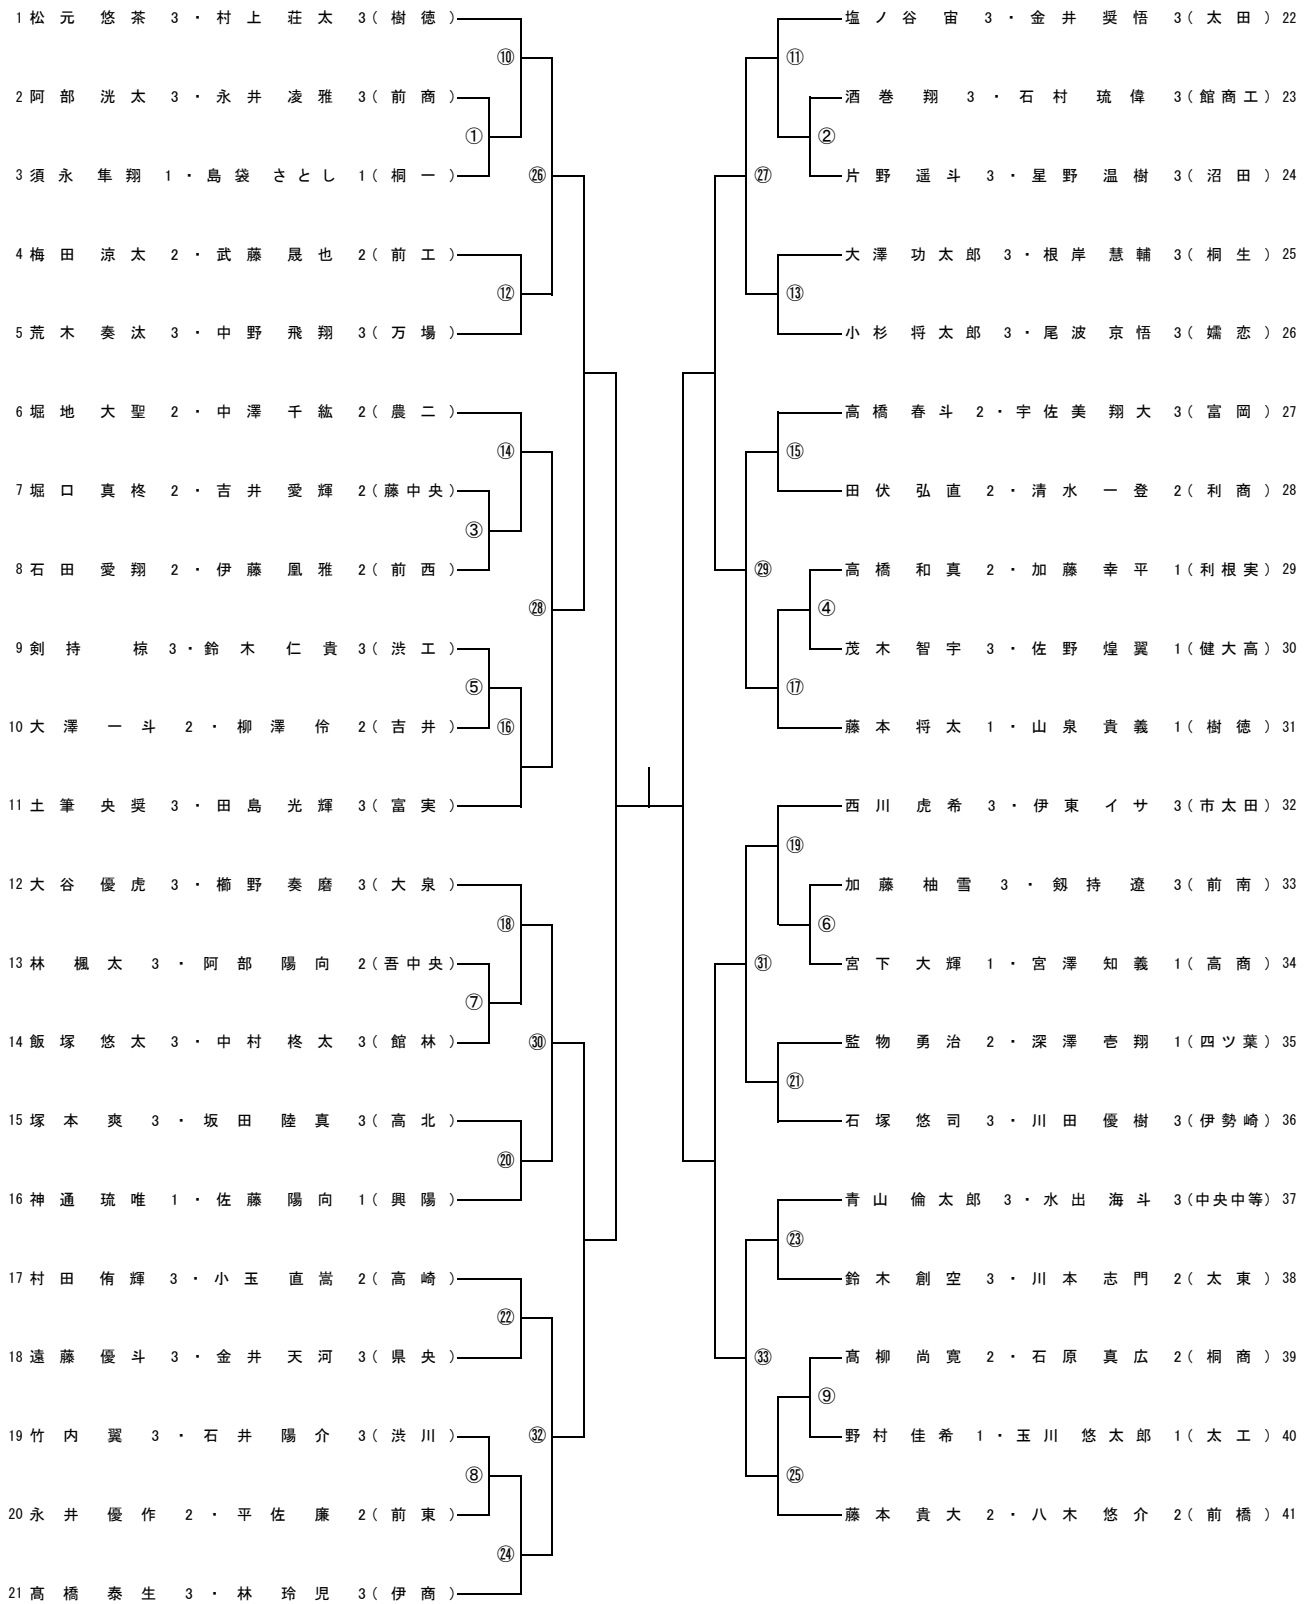 1 松元 悠茶 3 ・ 村上 荘太 3 ( 樹徳 )
⑩
2 阿部 洸太 3 ・ 永井 凌雅 3 ( 前商 )
①
3 須永 隼翔 1 ・ 島袋 さとし 1 ( 桐一 )
㉖
4 梅田 涼太 2 ・ 武藤 晟也 2 ( 前工 )
⑫
5 荒木 奏汰 3 ・ 中野 飛翔 3 ( 万場 )
6 堀地 大聖 2 ・ 中澤 千紘 2 ( 農二 )
⑭
7 堀口 真柊 2 ・ 吉井 愛輝 2 ( 藤中央 )
③
8 石田 愛翔 2 ・ 伊藤 凰雅 2 ( 前西 )
㉘
9 剣持 椋 3 ・ 鈴木 仁貴 3 ( 渋工 )
⑤
10 大澤 一斗 2 ・ 柳澤 伶 2 ( 吉井 )
⑯
11 土筆 央奨 3 ・ 田島 光輝 3 ( 富実 )
12 大谷 優虎 3 ・ 櫛野 奏磨 3 ( 大泉 )
⑱
13 林 楓太 3 ・ 阿部 陽向 2 ( 吾中央 )
⑦
14 飯塚 悠太 3 ・ 中村 柊太 3 ( 館林 )
㉚
15 塚本 爽 3 ・ 坂田 陸真 3 ( 高北 )
⑳
16 神通 琉唯 1 ・ 佐藤 陽向 1 ( 興陽 )
17 村田 侑輝 3 ・ 小玉 直嵩 2 ( 高崎 )
㉒
18 遠藤 優斗 3 ・ 金井 天河 3 ( 県央 )
19 竹内 翼 3 ・ 石井 陽介 3 ( 渋川 )
㉜
⑧
20 永井 優作 2 ・ 平佐 廉 2 ( 前東 )
㉔
21 髙橋 泰生 3 ・ 林 玲児 3 ( 伊商 )
塩ノ谷 宙 3 ・ 金井 奨悟 3 ( 太田 ) 22
⑪
酒巻 翔 3 ・ 石村 琉偉 3 ( 館商工 ) 23
②
片野 遥斗 3 ・ 星野 温樹 3 ( 沼田 ) 24
㉗
大澤 功太郎 3 ・ 根岸 慧輔 3 ( 桐生 ) 25
⑬
小杉 将太郎 3 ・ 尾波 京悟 3 ( 嬬恋 ) 26
高橋 春斗 2 ・ 宇佐美 翔大 3 ( 富岡 ) 27
⑮
田伏 弘直 2 ・ 清水 一登 2 ( 利商 ) 28
高橋 和真 2 ・ 加藤 幸平 1 ( 利根実 ) 29
㉙
④
茂木 智宇 3 ・ 佐野 煌翼 1 ( 健大高 ) 30
⑰
藤本 将太 1 ・ 山泉 貴義 1 ( 樹徳 ) 31
西川 虎希 3 ・ 伊東 イサ 3 ( 市太田 ) 32
⑲
加藤 柚雪 3 ・ 剱持 遼 3 ( 前南 ) 33
⑥
宮下 大輝 1 ・ 宮澤 知義 1 ( 高商 ) 34
㉛
監物 勇治 2 ・ 深澤 壱翔 1 ( 四ツ葉 ) 35
㉑
石塚 悠司 3 ・ 川田 優樹 3 ( 伊勢崎 ) 36
青山 倫太郎 3 ・ 水出 海斗 3 ( 中央中等 ) 37
㉓
鈴木 創空 3 ・ 川本 志門 2 ( 太東 ) 38
髙柳 尚寛 2 ・ 石原 真広 2 ( 桐商 ) 39
㉝
⑨
野村 佳希 1 ・ 玉川 悠太郎 1 ( 太工 ) 40
㉕
藤本 貴大 2 ・ 八木 悠介 2 ( 前橋 ) 41